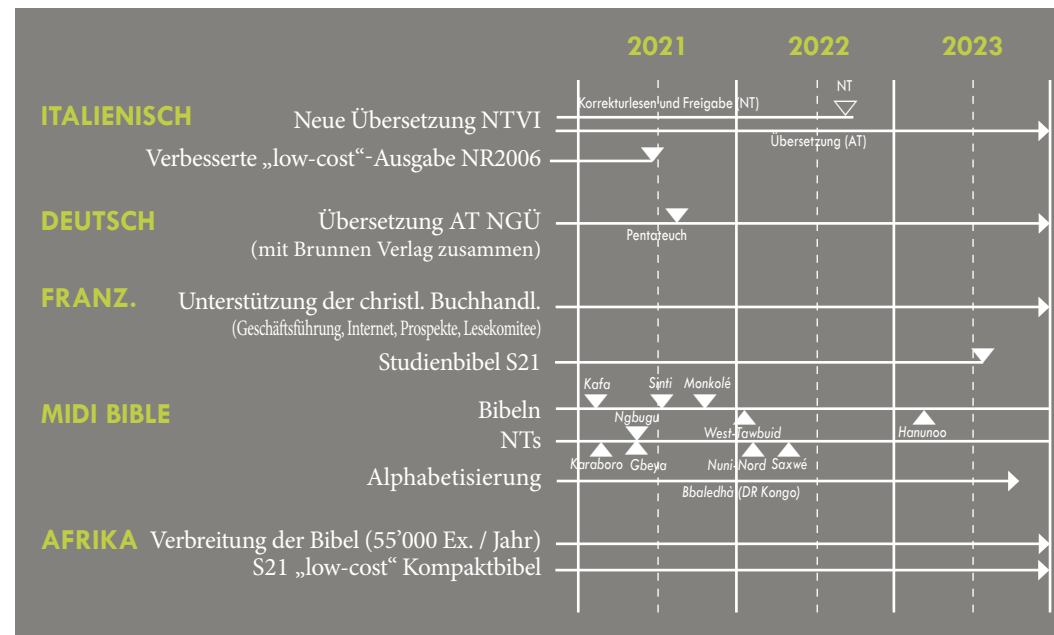 2021 2022 2023
NT
Korrekturlesen und Freigabe (NT)
ITALIENISCH Neue Übersetzung NTVI
Übersetzung (AT)
Verbesserte „low-cost“-Ausgabe NR2006
DEUTSCH Übersetzung AT NGÜ
Pentateuch
(mit Brunnen Verlag zusammen)
FRANZ. Unterstützung der christl. Buchhandl.
(Geschäftsführung, Internet, Prospekte, Lesekomitee)
Studienbibel S21
Kafa Sinti Monkolé
MIDI BIBLE Bibeln
Ngbugu West-Tawbuid Hanunoo
NTs
Karaboro Gbeya Nuni-Nord Saxwé
Alphabetisierung
Bbaledhà (DR Kongo)
AFRIKA Verbreitung der Bibel (55’000 Ex. / Jahr)
S21 „low-cost“ Kompaktbibel